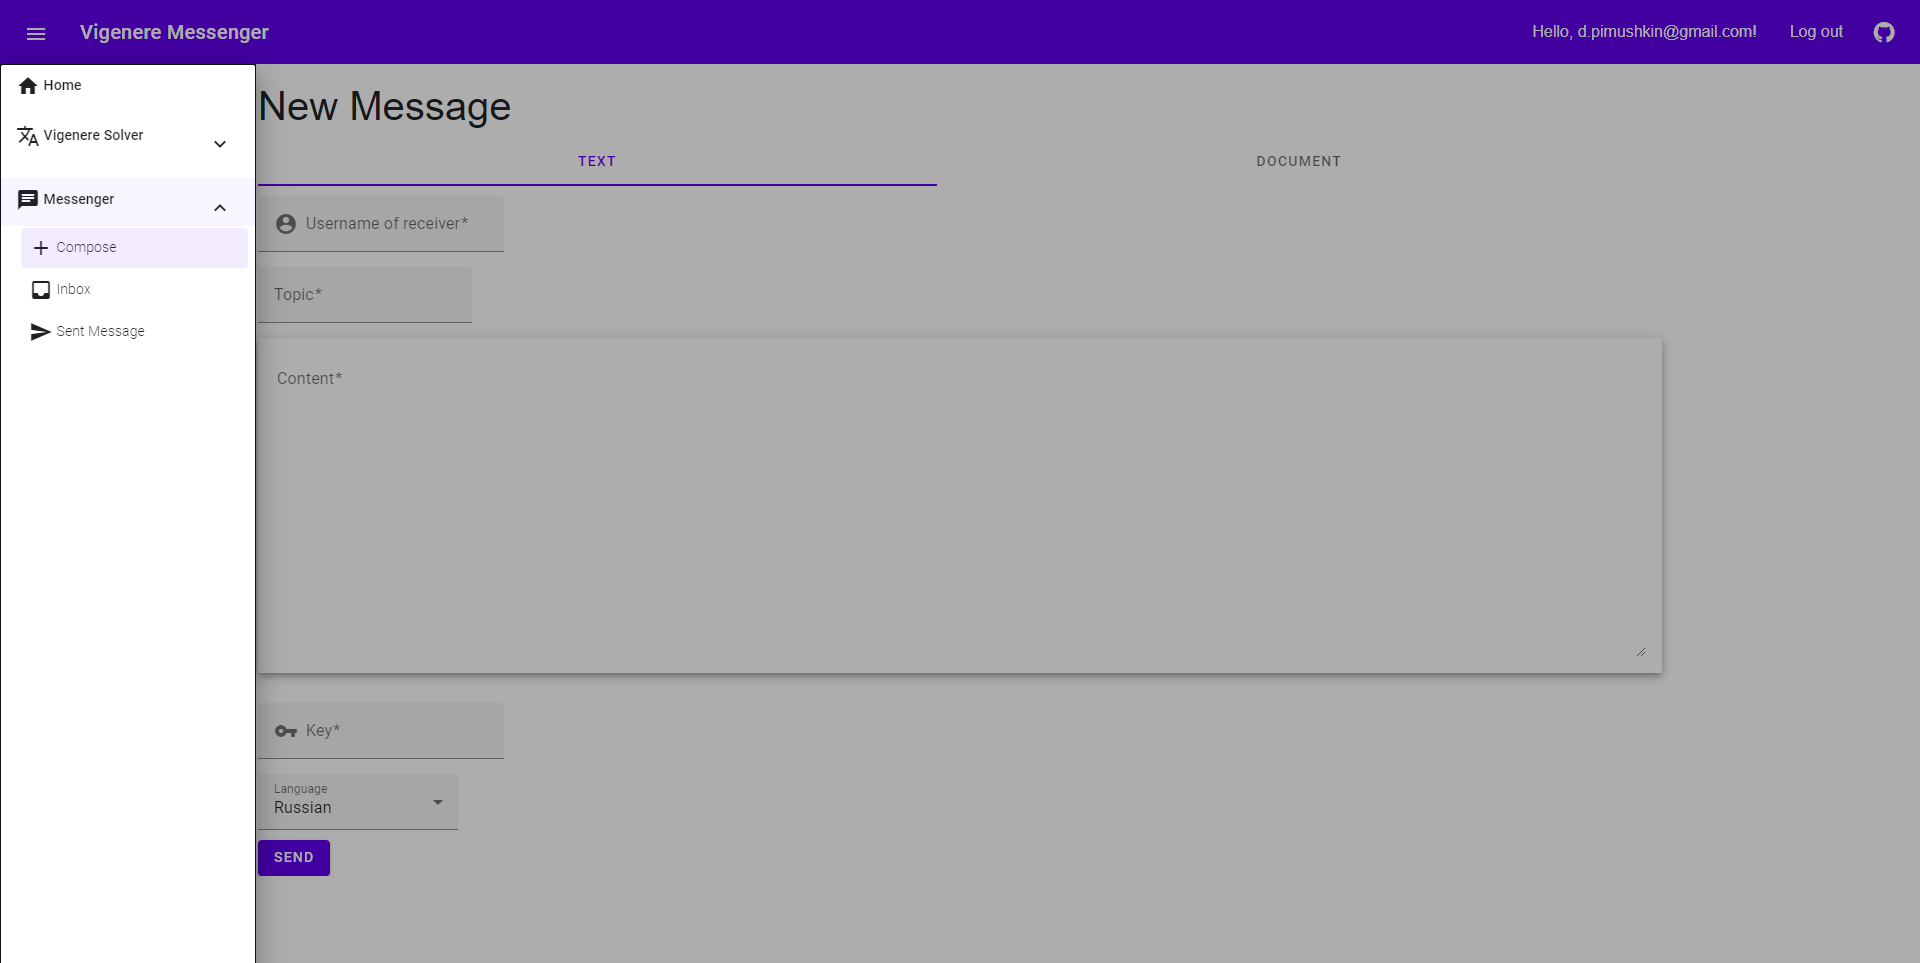 Vigenere Messenger
Hello, d.pimushkin@gmail.com!
Log out
Home
Vigenere Solver
Messenger
Compose
Inbox
Sent Message
New Message
TEXT
DOCUMENT
Username of receiver*
Topic*
Content*
Key*
Language
Russian
SEND